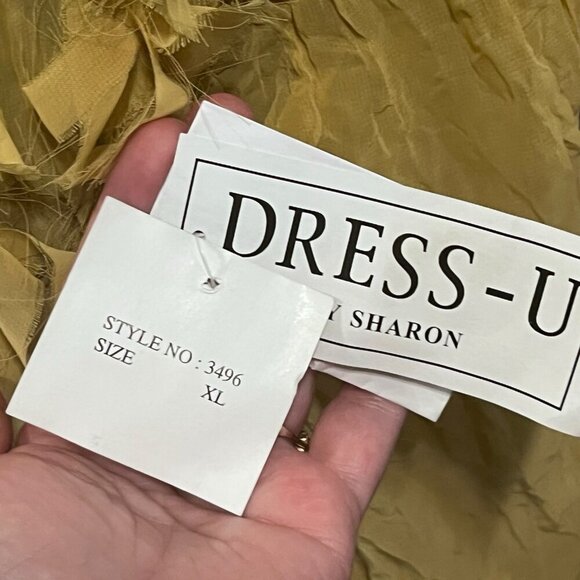 DRESS-U
Y SHARON
STYLE NO : 3496
SIZE XL